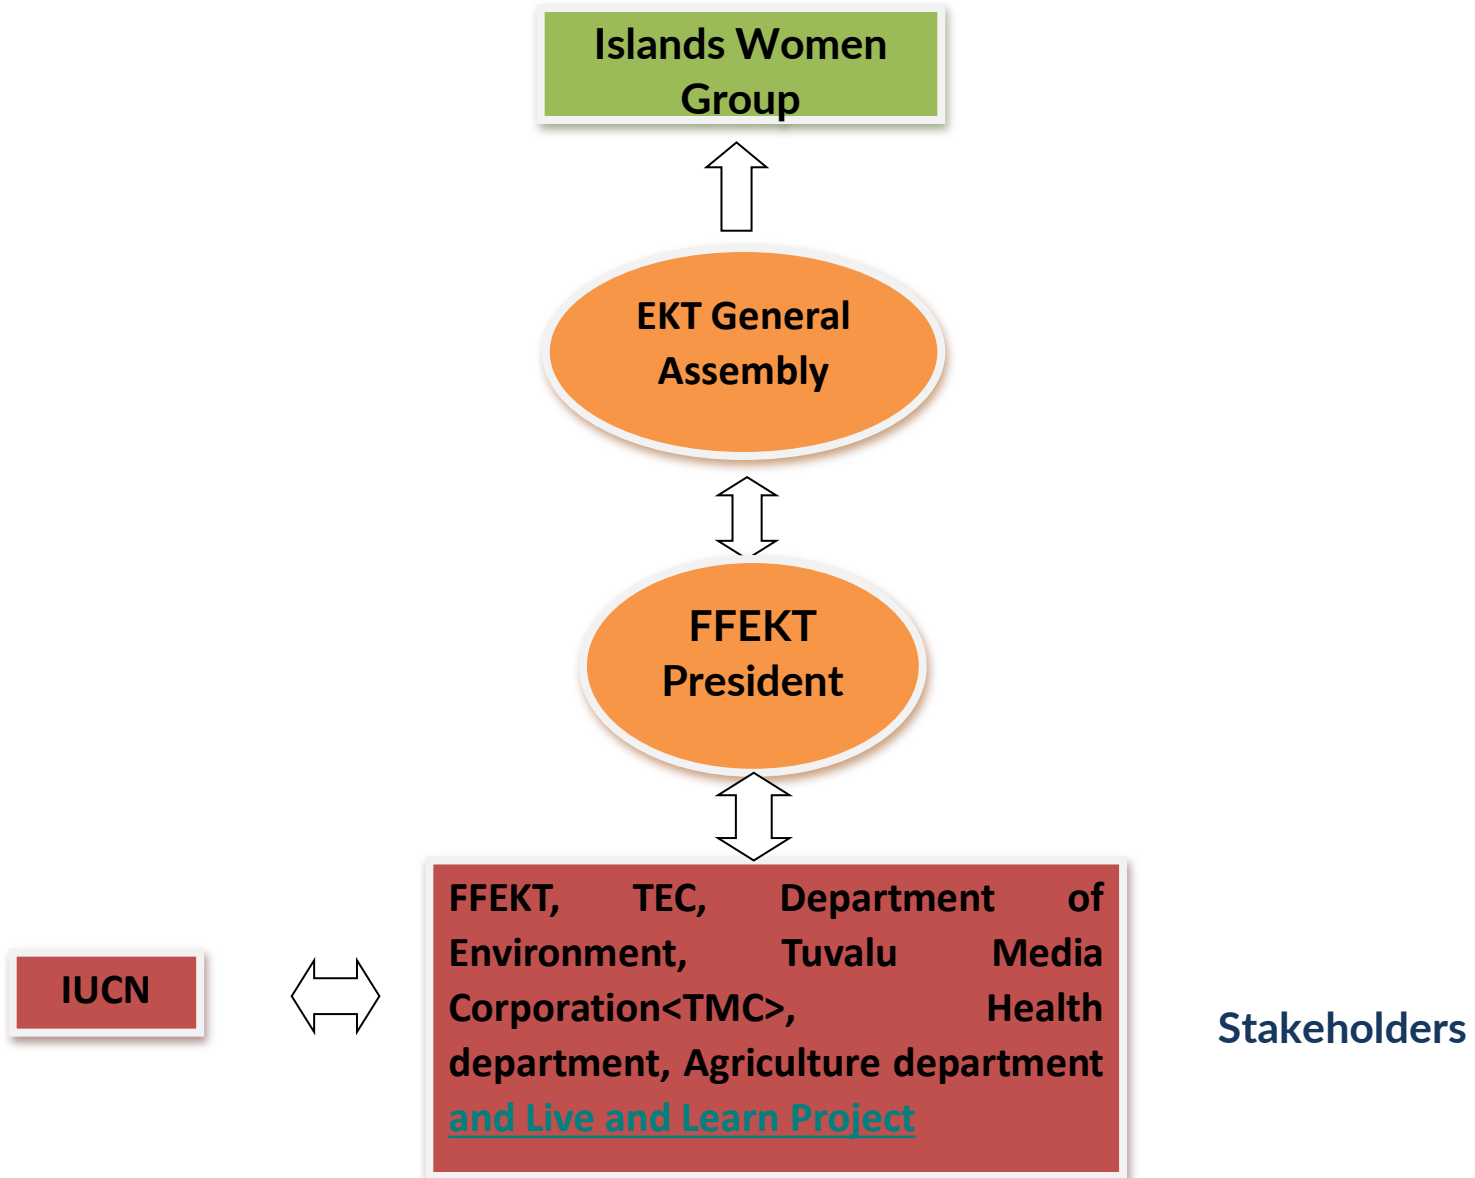 Islands Women
Group
EKT General
Assembly
FFEKT
President
FFEKT, TEC, Department of
Environment, Tuvalu Media
Corporation<TMC>, Health
department, Agriculture department
and Live and Learn Project
IUCN
Stakeholders